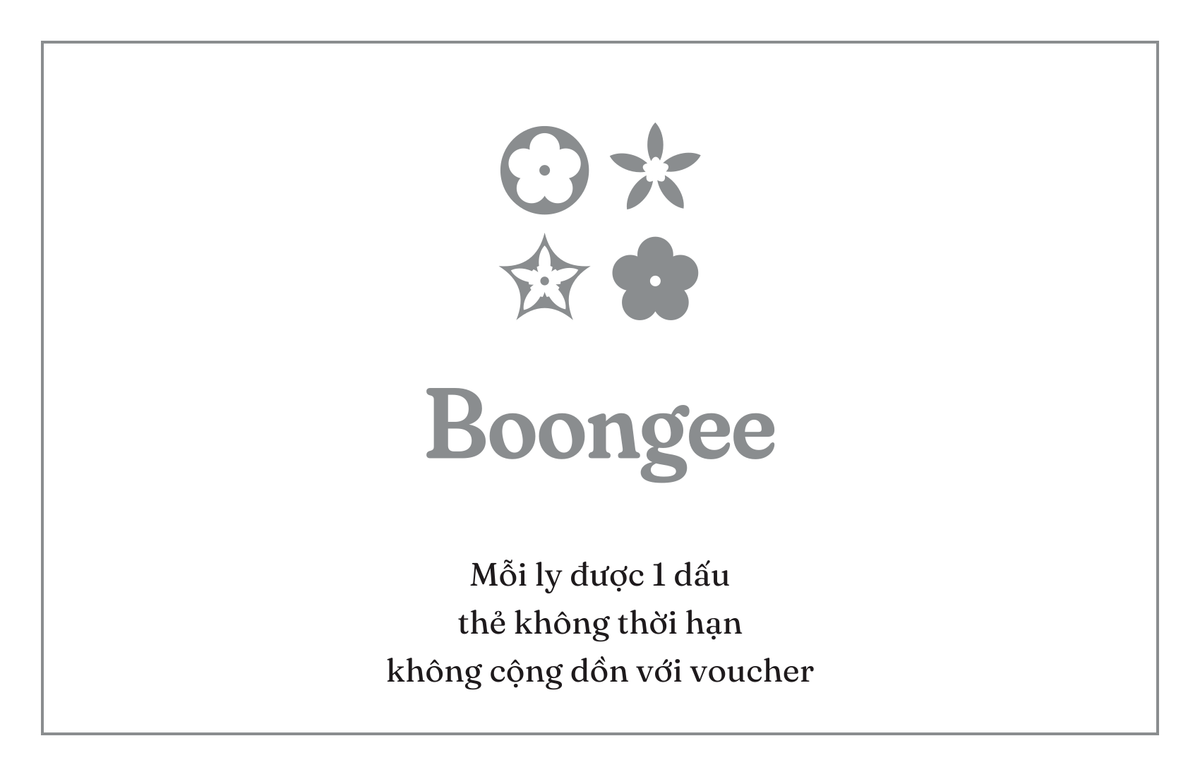 Boongee
Mỗi ly được 1 dấu
thẻ không thời hạn
không cộng dồn với voucher